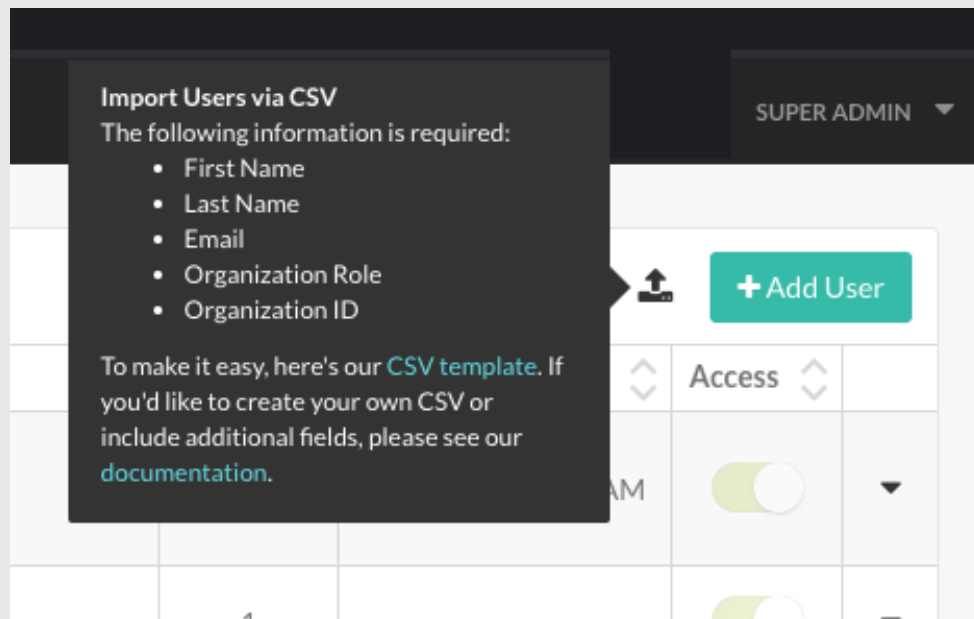 Import Users via CSV
The following information is required:
• First Name
• Last Name
• Email
• Organization Role
• Organization ID
To make it easy, here's our CSV template. If
you'd like to create your own CSV or
include additional fields, please see our
documentation.
SUPER ADMIN
+ Add User
Access
AM